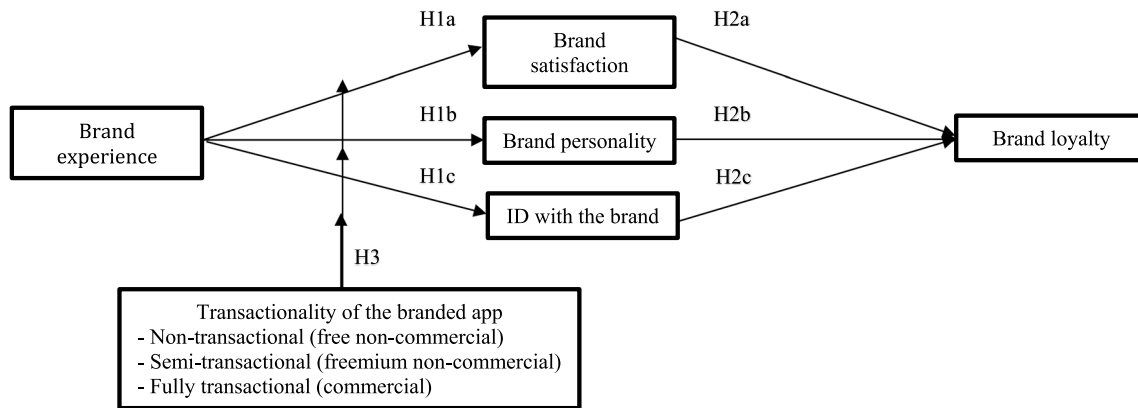 H1a
H2a
Brand
satisfaction
Brand
experience
H1b
Brand personality
H2b
Brand loyalty
H1c
ID with the brand
H2c
H3
Transactionality of the branded app
- Non-transactional (free non-commercial)
- Semi-transactional (freemium non-commercial)
- Fully transactional (commercial)